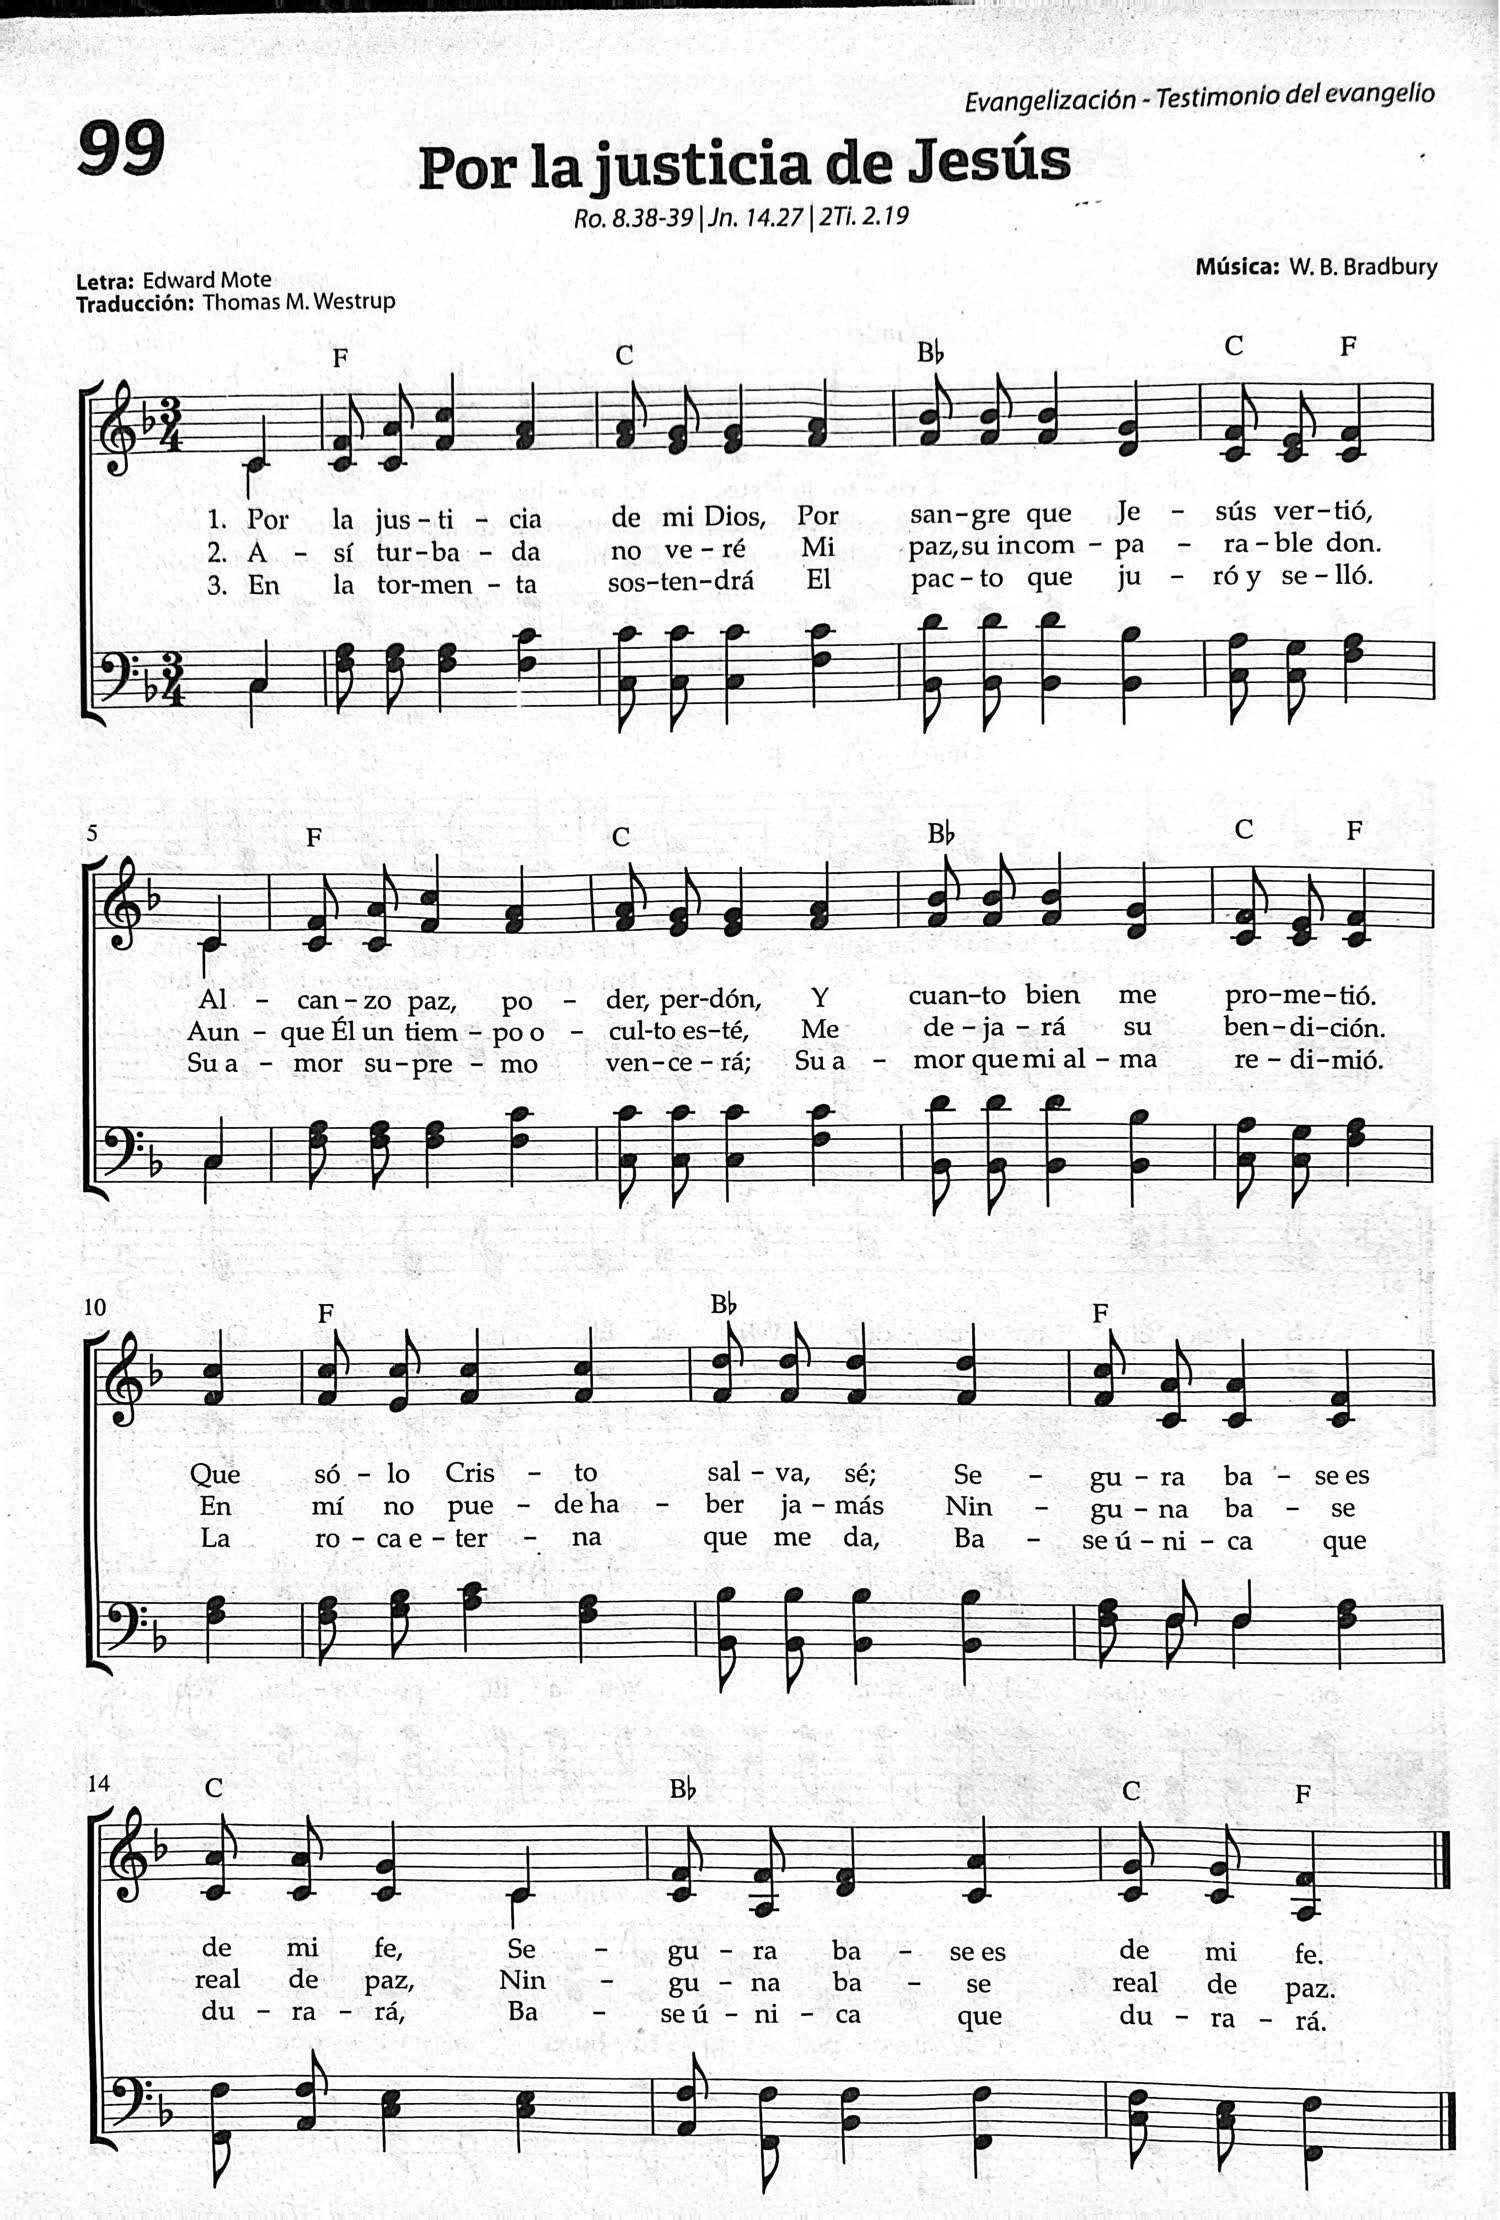 Evangelización - Testimonio del evangelio
99
Por la justicia de Jesús
Ro. 8.38-39 | Jn. 14.27 | 2Ti. 2.19
Letra: Edward Mote
Música: W. B. Bradbury
Traducción: Thomas M. Westrup
F C B♭ C F
3/4
1. Por la jus – ti – cia de mi Dios, Por san–gre que Je – sús ver–tió,
2. A – sí tur–ba – da no ve – ré Mi paz, su incom – pa – ra–ble don.
3. En la tor–men – ta sos–ten–drá El pac–to que ju – ró y se–lló.
3/4
5
F C B♭ C F
Al – can–zo paz, po – der, per–dón, Y cuan–to bien me pro–me–tió.
Aun – que Él un tiem – po o – cul–to es–té, Me de – ja – rá su ben–di–ción.
Su a – mor su–pre – mo ven–ce–rá; Su a – mor que mi al – ma re – di–mió.
10
F B♭ F
Que só – lo Cris – to sal – va, sé; Se – gu – ra ba – se es
En mí no pue – de ha – ber ja – más Nin – gu – na ba – se
La ro – ca e – ter – na que me da, Ba – se ú – ni – ca que
14
C B♭ C F
de mi fe, Se – gu – ra ba – se es de mi fe.
real de paz, Nin – gu – na ba – se real de paz.
du – ra – rá, Ba – se ú – ni – ca que du – ra – rá.